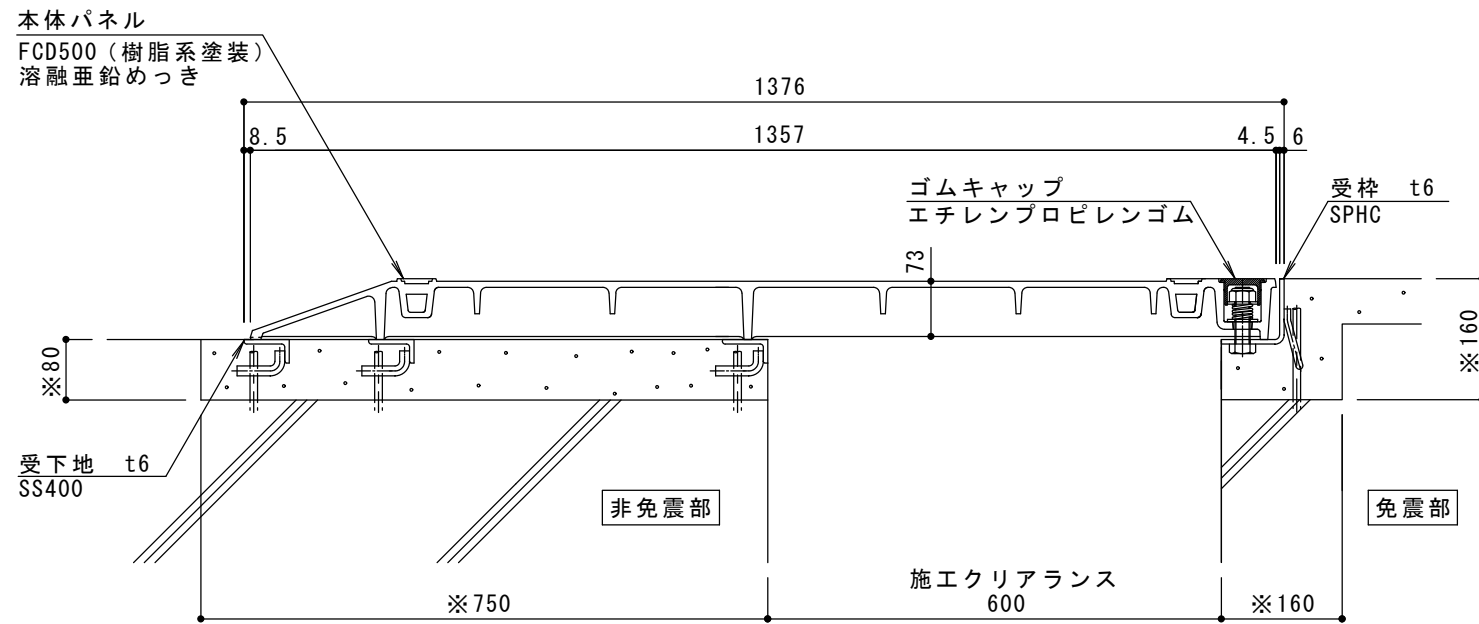 本体パネル
FCD500（樹脂系塗装）
溶融亜鉛めっき
1376
8.5
1357
4.5
6
ゴムキャップ
エチレンプロピレンゴム
受枠 t6
SPHC
73
※80
※160
受下地 t6
SS400
非免震部
免震部
施工クリアランス
※750
600
※160